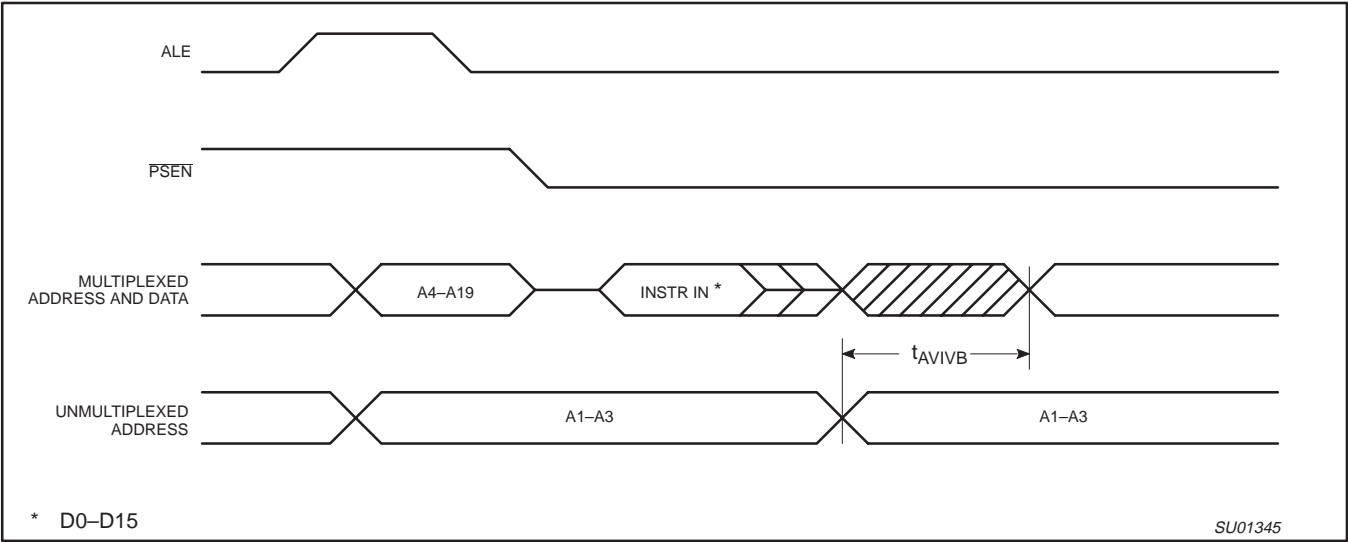 ALE
PSEN
MULTIPLEXED
ADDRESS AND DATA
A4–A19
INSTR IN *
tAVIVB
UNMULTIPLEXED
ADDRESS
A1–A3
A1–A3
* D0–D15
SU01345